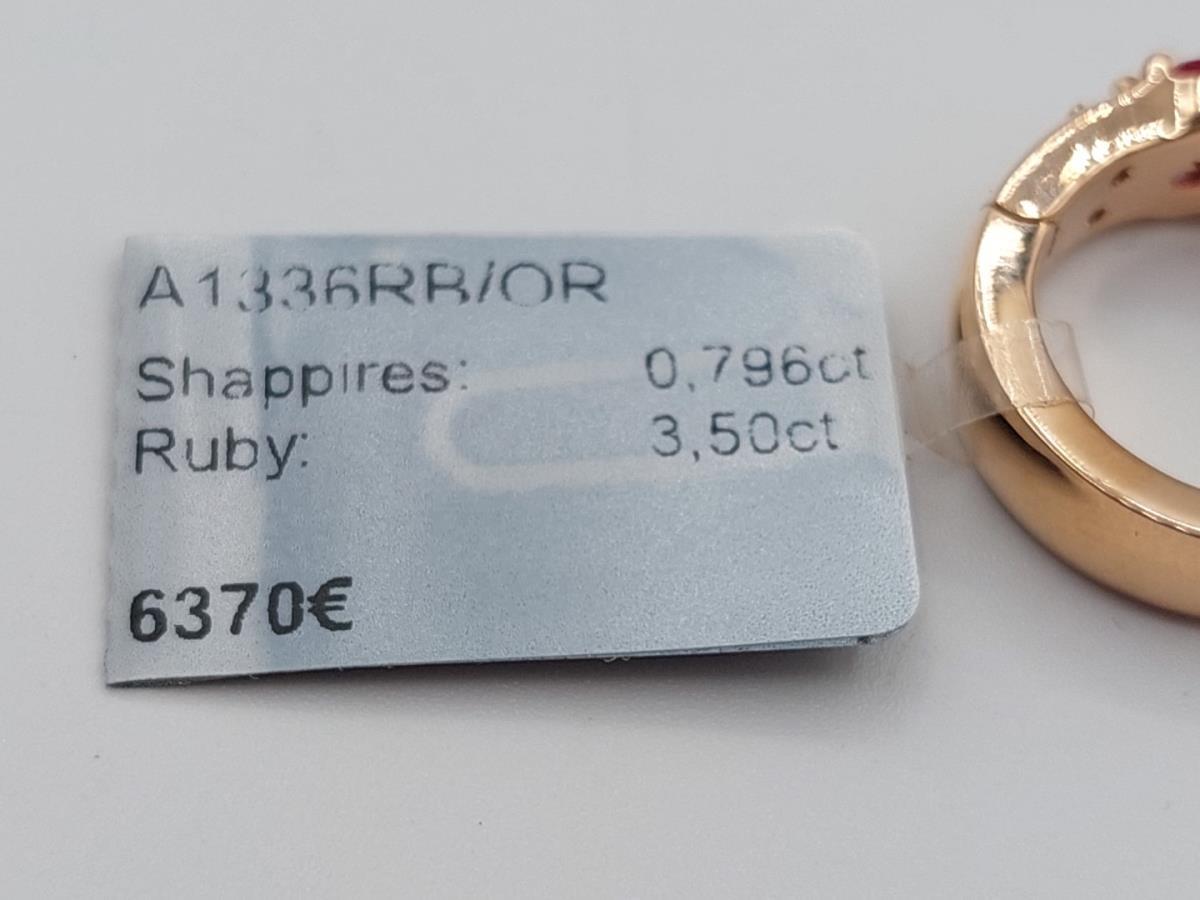 A1336RB/OR
Shappires: 0,796ct
Ruby: 3,50ct
6370€